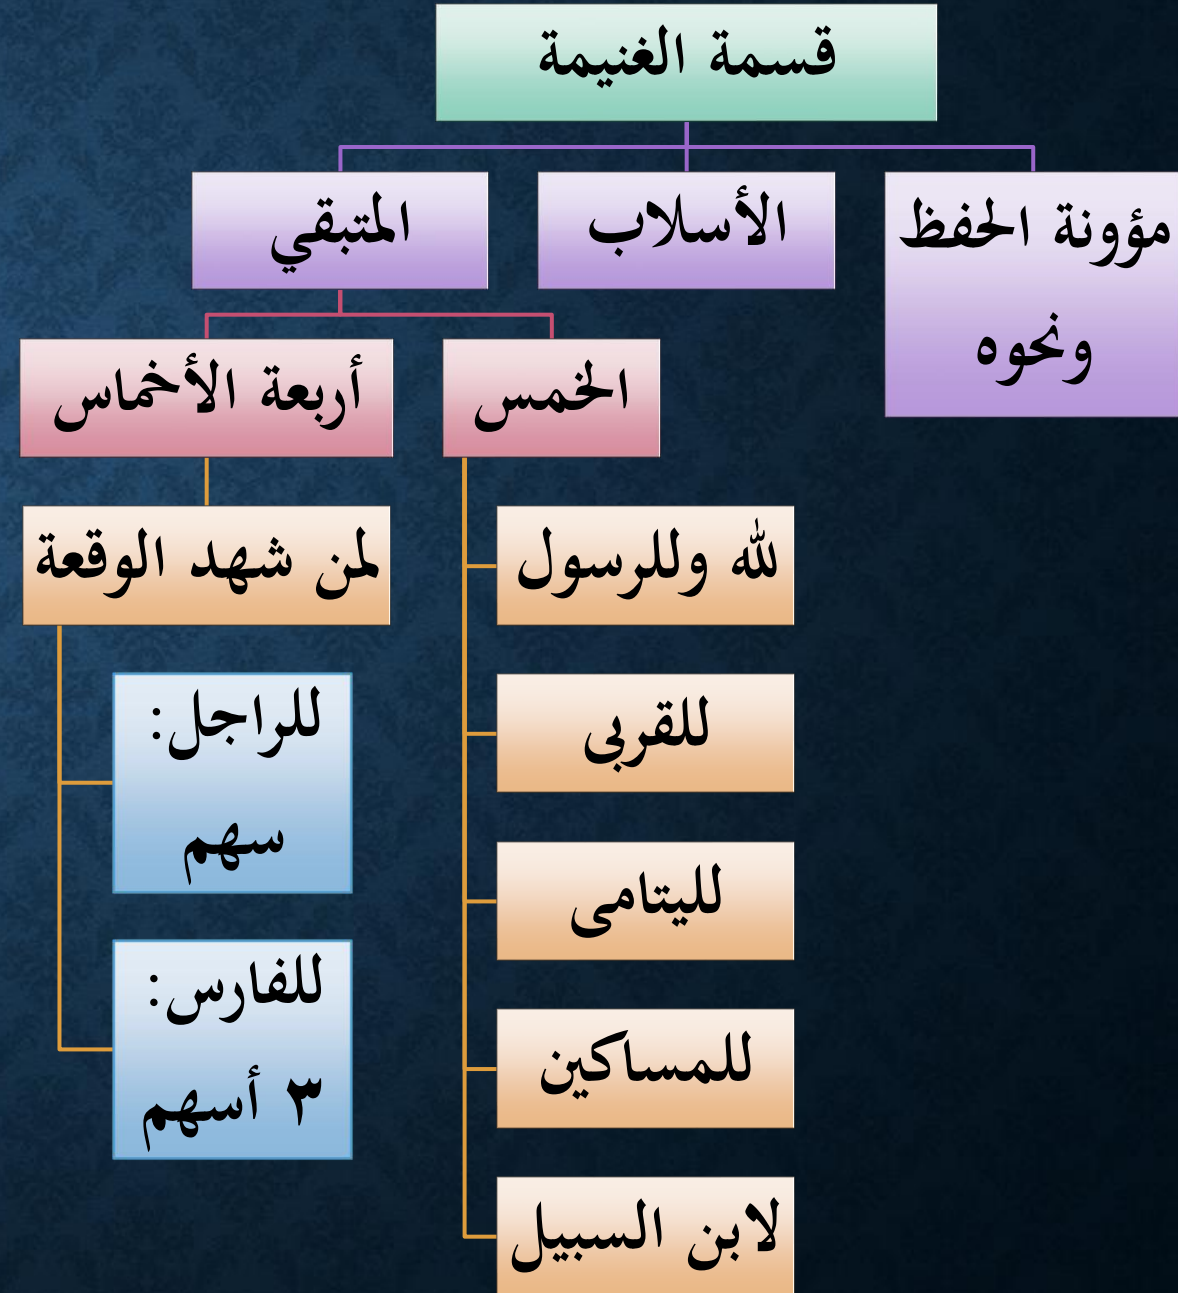 قسمة الغنيمة
مؤونة الحفظ
ونحوه
الأسلاب
المتبقي
الخمس
لله وللرسول
للقربى
لليتامى
للمساكين
لابن السبيل
أربعة الأخماس
لمن شهد الوقعة
للراجل:
سهم
للفارس:
٣ أسهم